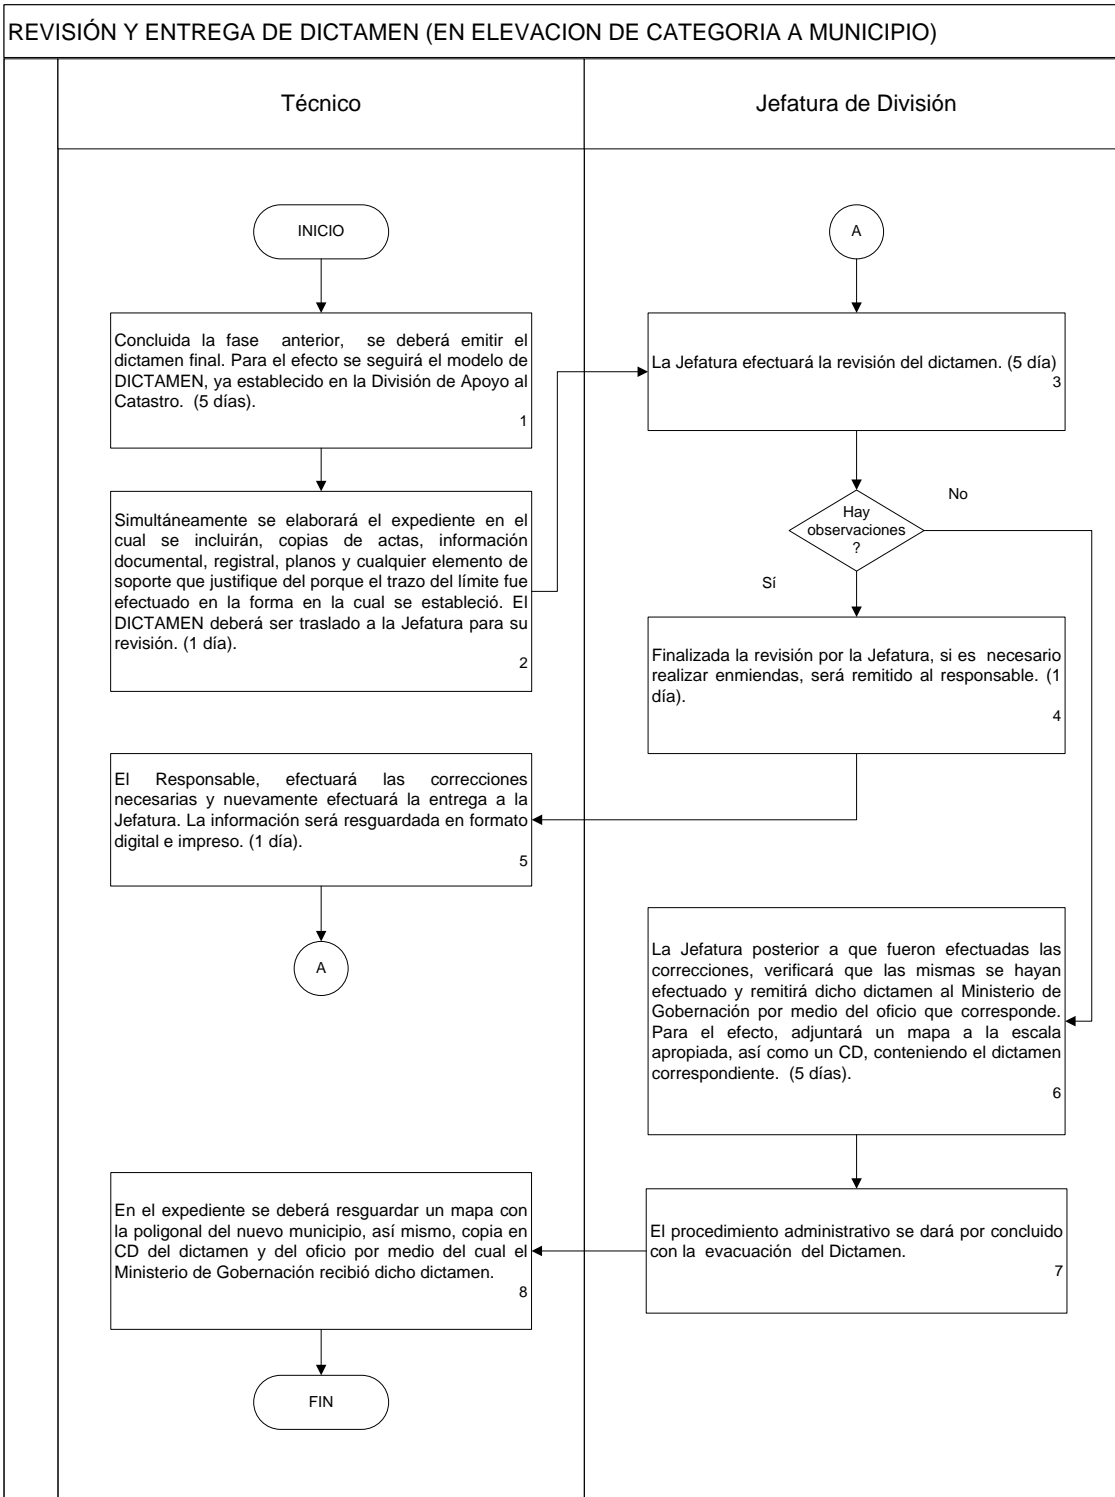 REVISIÓN Y ENTREGA DE DICTAMEN (EN ELEVACION DE CATEGORIA A MUNICIPIO)
Técnico
Jefatura de División
INICIO
Concluida la fase anterior, se deberá emitir el
dictamen final. Para el efecto se seguirá el modelo de
DICTAMEN, ya establecido en la División de Apoyo al
Catastro. (5 días).
1
Simultáneamente se elaborará el expediente en el
cual se incluirán, copias de actas, información
documental, registral, planos y cualquier elemento de
soporte que justifique del porque el trazo del límite fue
efectuado en la forma en la cual se estableció. El
DICTAMEN deberá ser traslado a la Jefatura para su
revisión. (1 día).
2
A
La Jefatura efectuará la revisión del dictamen. (5 día)
3
Hay
observaciones
?
No
Sí
Finalizada la revisión por la Jefatura, si es necesario
realizar enmiendas, será remitido al responsable. (1
día).
4
El Responsable, efectuará las correcciones
necesarias y nuevamente efectuará la entrega a la
Jefatura. La información será resguardada en formato
digital e impreso. (1 día).
5
A
La Jefatura posterior a que fueron efectuadas las
correcciones, verificará que las mismas se hayan
efectuado y remitirá dicho dictamen al Ministerio de
Gobernación por medio del oficio que corresponde.
Para el efecto, adjuntará un mapa a la escala
apropiada, así como un CD, conteniendo el dictamen
correspondiente. (5 días).
6
El procedimiento administrativo se dará por concluido
con la evacuación del Dictamen.
7
En el expediente se deberá resguardar un mapa con
la poligonal del nuevo municipio, así mismo, copia en
CD del dictamen y del oficio por medio del cual el
Ministerio de Gobernación recibió dicho dictamen.
8
FIN